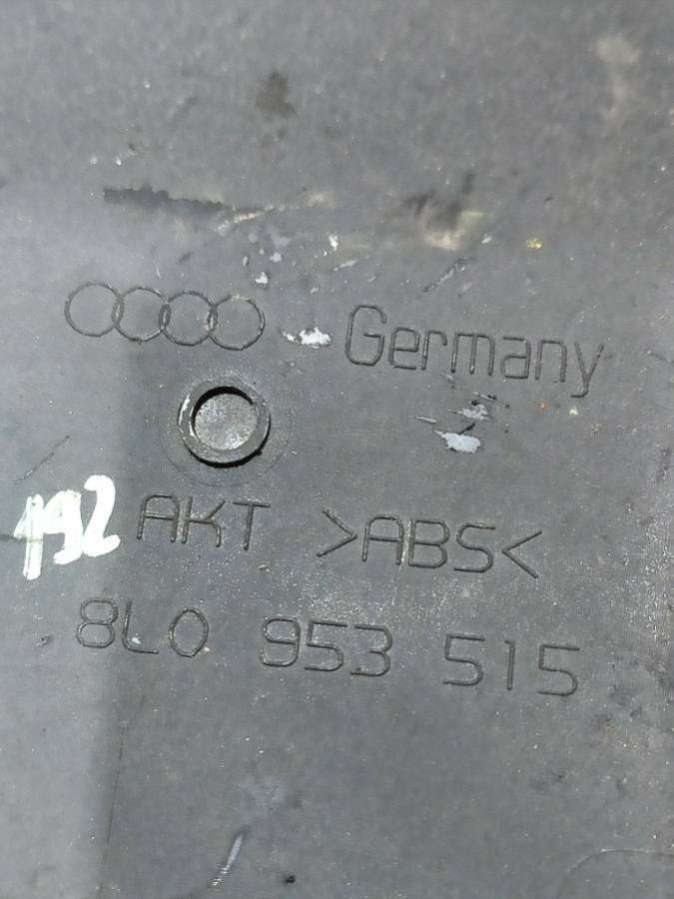 Germany
192
AKT >ABS<
8L0 953 515